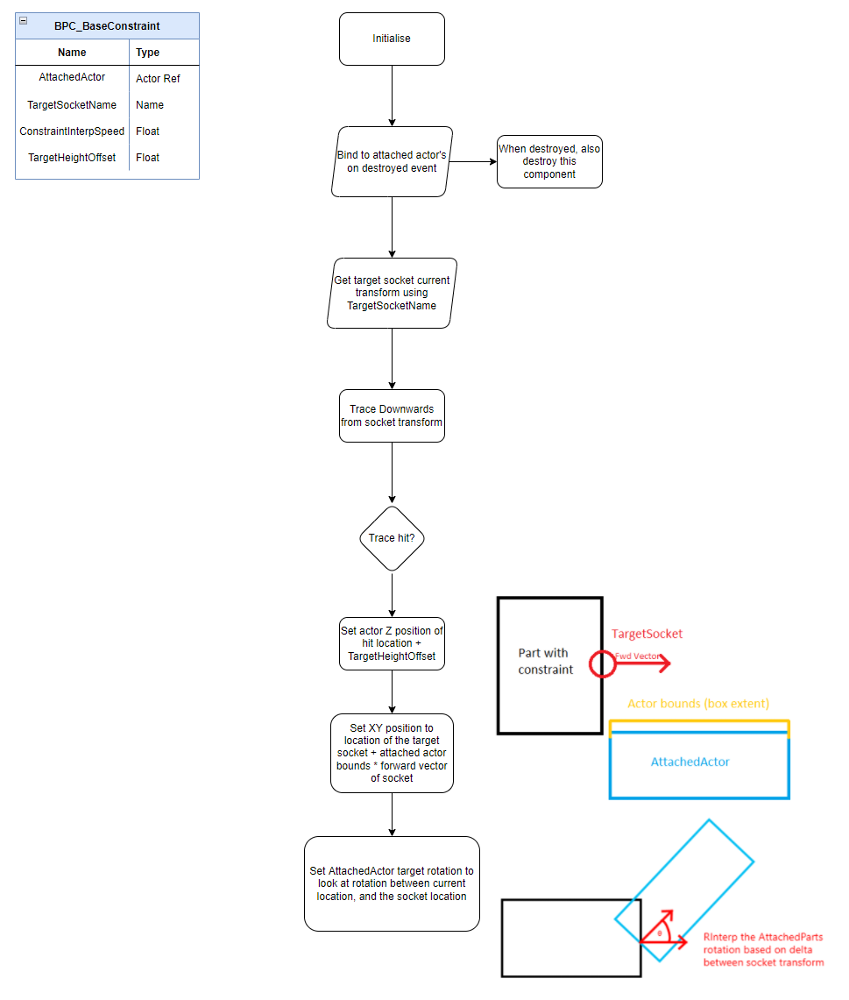 BPC_BaseConstraint
Name Type
AttachedActor Actor Ref
TargetSocketName Name
ConstraintInterpSpeed Float
TargetHeightOffset Float
Initialise
Bind to attached actor's
on destroyed event
When destroyed, also
destroy this
component
Get target socket current
transform using
TargetSocketName
Trace Downwards
from socket transform
Trace hit?
Set actor Z position of
hit location +
TargetHeightOffset
Set XY position to
location of the target
socket + attached actor
bounds * forward vector
of socket
Set AttachedActor target rotation to
look at rotation between current
location, and the socket location
Part with
constraint
TargetSocket
Fwd Vector
Actor bounds (box extent)
AttachedActor
θ
RInterp the AttachedParts
rotation based on delta
between socket transform